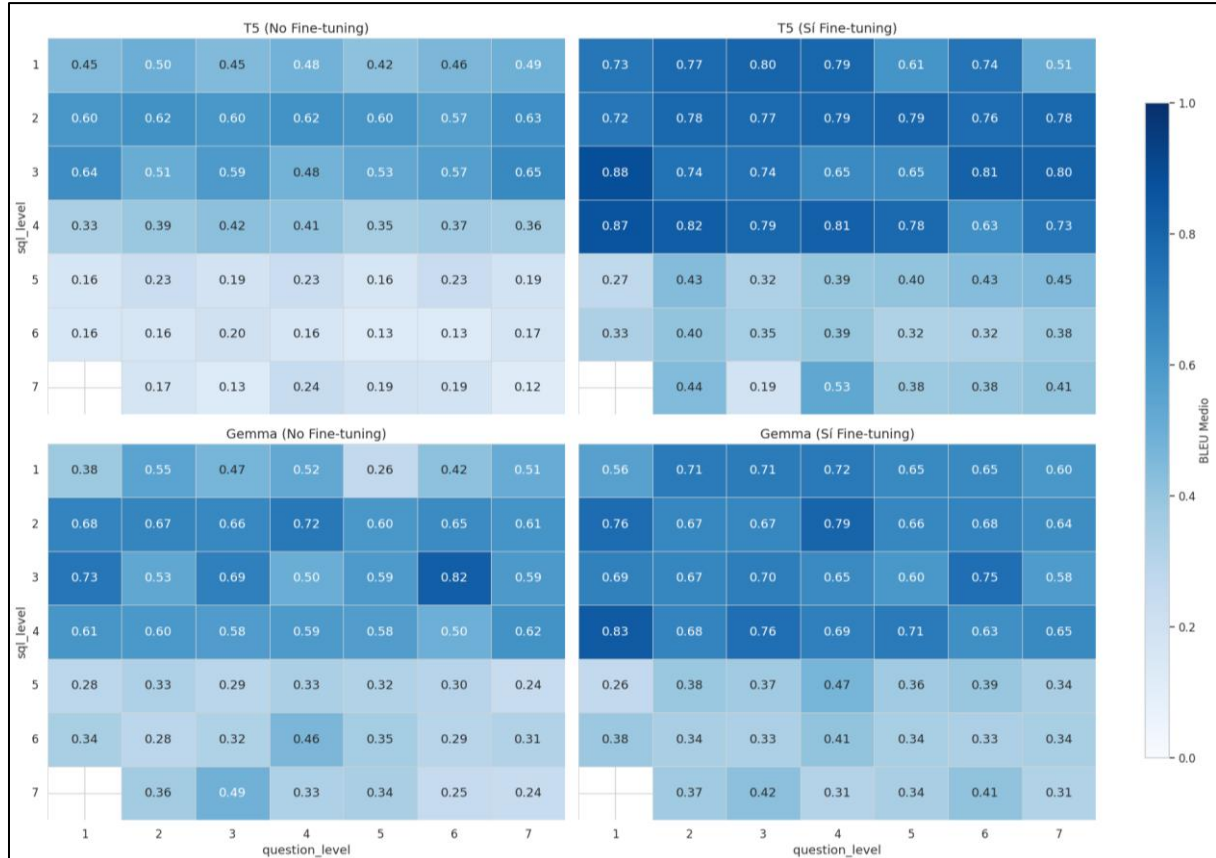 T5 (No Fine-tuning)
T5 (Sí Fine-tuning)
1 0.45 0.50 0.45 0.48 0.42 0.46 0.49 0.73 0.77 0.80 0.79 0.61 0.74 0.51
2 0.60 0.62 0.60 0.62 0.60 0.57 0.63 0.72 0.78 0.77 0.79 0.79 0.76 0.78
3 0.64 0.51 0.59 0.48 0.53 0.57 0.65 0.88 0.74 0.74 0.65 0.65 0.81 0.80
4 0.33 0.39 0.42 0.41 0.35 0.37 0.36 0.87 0.82 0.79 0.81 0.78 0.63 0.73
5 0.16 0.23 0.19 0.23 0.16 0.23 0.19 0.27 0.43 0.32 0.39 0.40 0.43 0.45
6 0.16 0.16 0.20 0.16 0.13 0.13 0.17 0.33 0.40 0.35 0.39 0.32 0.32 0.38
7 0.17 0.13 0.24 0.19 0.19 0.12 0.44 0.19 0.53 0.38 0.38 0.41
sql_level
Gemma (No Fine-tuning)
Gemma (Sí Fine-tuning)
1 0.38 0.55 0.47 0.52 0.26 0.42 0.51 0.56 0.71 0.71 0.72 0.65 0.65 0.60
2 0.68 0.67 0.66 0.72 0.60 0.65 0.61 0.76 0.67 0.67 0.79 0.66 0.68 0.64
3 0.73 0.53 0.69 0.50 0.59 0.82 0.59 0.69 0.67 0.70 0.65 0.60 0.75 0.58
4 0.61 0.60 0.58 0.59 0.58 0.50 0.62 0.83 0.68 0.76 0.69 0.71 0.63 0.65
5 0.28 0.33 0.29 0.33 0.32 0.30 0.24 0.26 0.38 0.37 0.47 0.36 0.39 0.34
6 0.34 0.28 0.32 0.46 0.35 0.29 0.31 0.38 0.34 0.33 0.41 0.34 0.33 0.34
7 0.36 0.49 0.33 0.34 0.25 0.24 0.37 0.42 0.31 0.34 0.41 0.31
sql_level
1 2 3 4 5 6 7 1 2 3 4 5 6 7
question_level
question_level
1.0
0.8
0.6
0.4
0.2
0.0
BLEU Medio